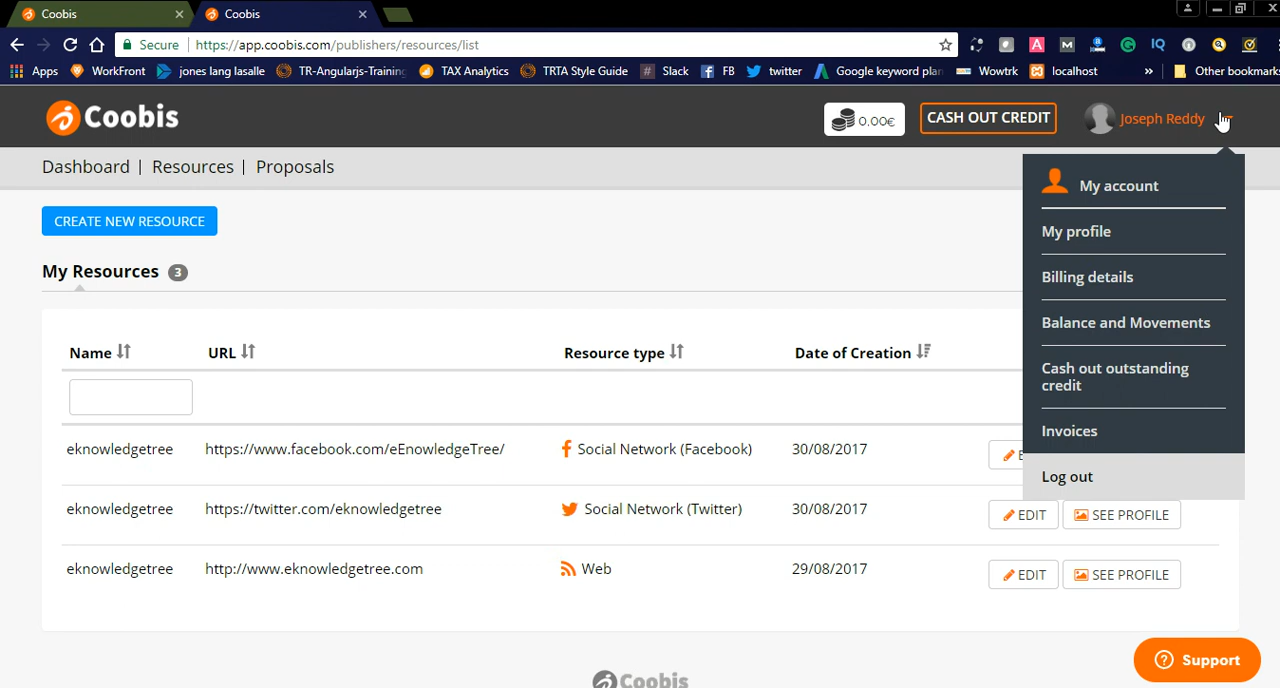 Coobis
Coobis
Secure https://app.coobis.com/publishers/resources/list
Apps WorkFront jones lang lasalle TR-Angularjs-Training TAX Analytics TRTA Style Guide Slack FB twitter Google keyword plan Wowtrk localhost » Other bookmarks
Coobis 0.00€ CASH OUT CREDIT Joseph Reddy
Dashboard | Resources | Proposals
My account
My profile
Billing details
Balance and Movements
Cash out outstanding
credit
Invoices
Log out
CREATE NEW RESOURCE
My Resources 3
Name URL Resource type Date of Creation
eknowledgetree https://www.facebook.com/eEnowledgeTree/ Social Network (Facebook) 30/08/2017 E
eknowledgetree https://twitter.com/eknowledgetree Social Network (Twitter) 30/08/2017 EDIT SEE PROFILE
eknowledgetree http://www.eknowledgetree.com Web 29/08/2017 EDIT SEE PROFILE
Support
Coobis